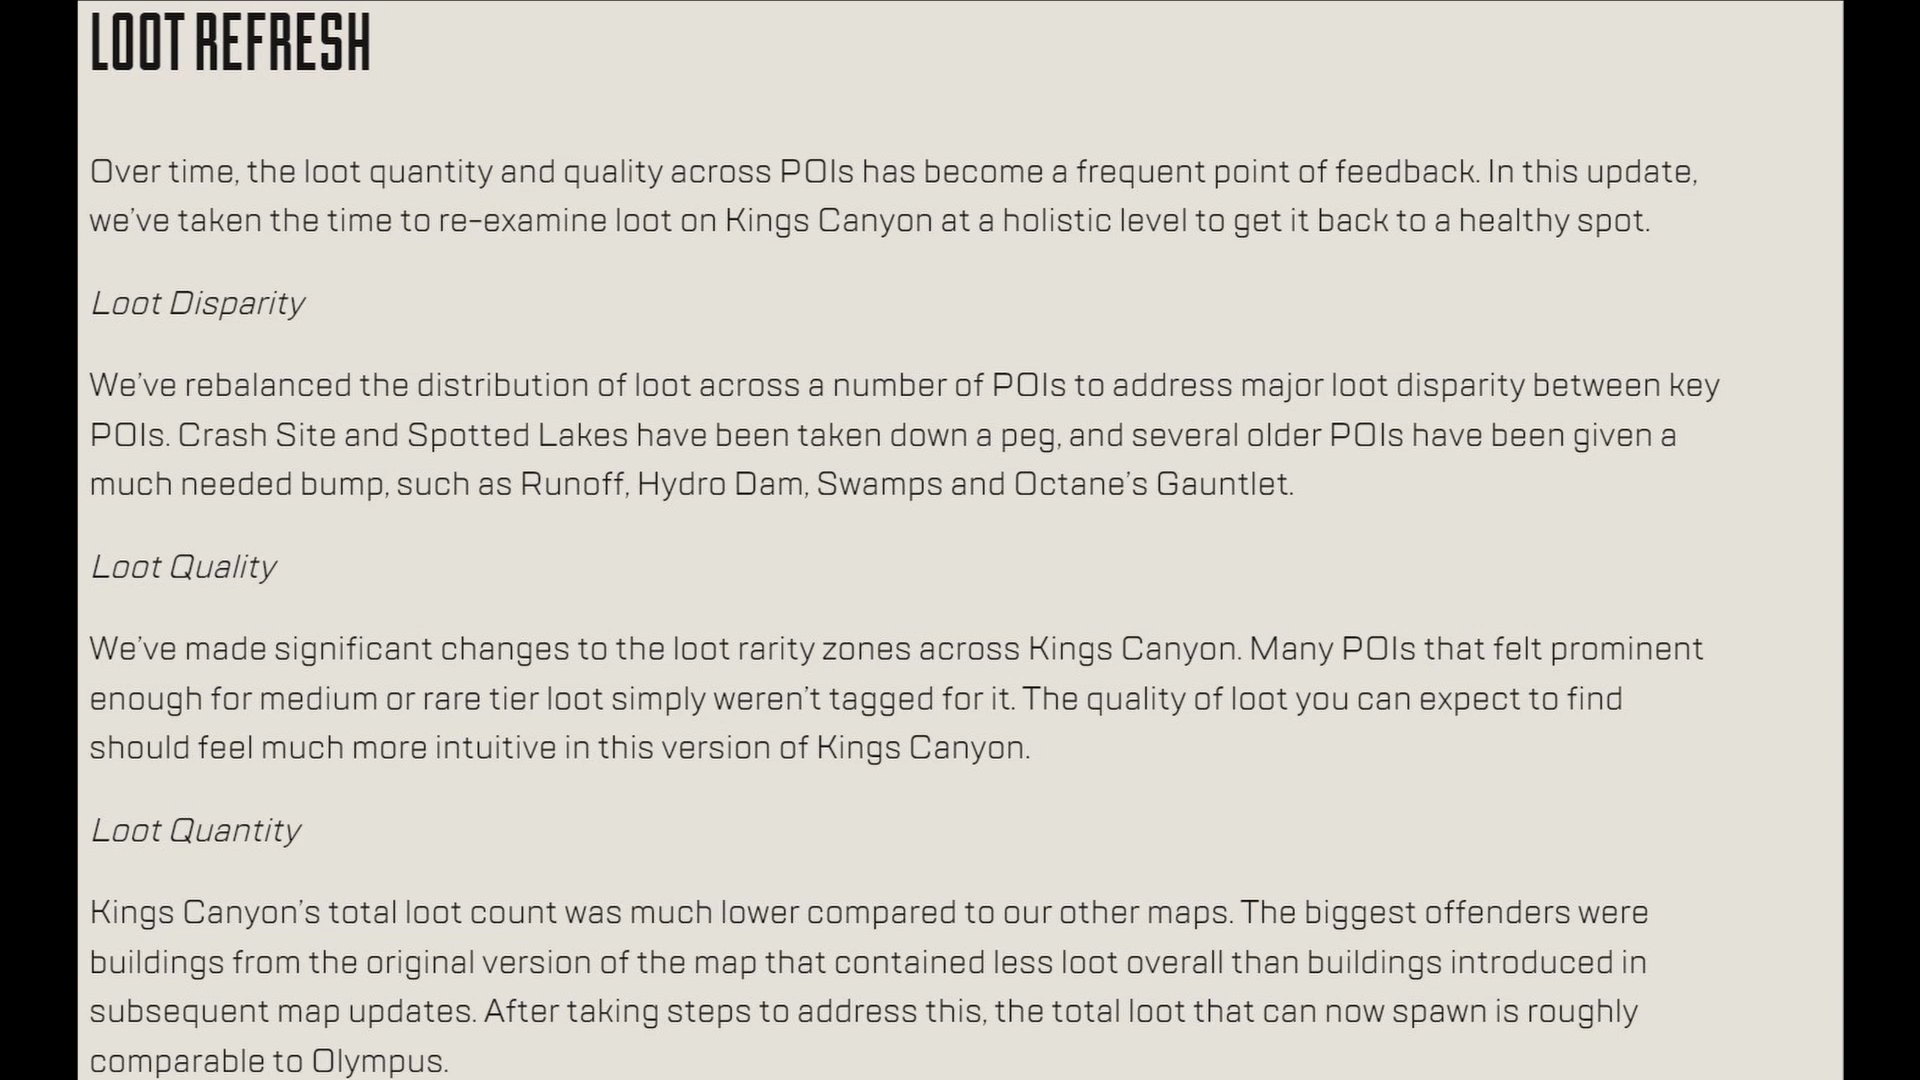 LOOT REFRESH
Over time, the loot quantity and quality across POIs has become a frequent point of feedback. In this update,
we've taken the time to re-examine loot on Kings Canyon at a holistic level to get it back to a healthy spot.
Loot Disparity
We've rebalanced the distribution of loot across a number of POIs to address major loot disparity between key
POIs. Crash Site and Spotted Lakes have been taken down a peg, and several older POIs have been given a
much needed bump, such as Runoff, Hydro Dam, Swamps and Octane's Gauntlet.
Loot Quality
We've made significant changes to the loot rarity zones across Kings Canyon. Many POIs that felt prominent
enough for medium or rare tier loot simply weren't tagged for it. The quality of loot you can expect to find
should feel much more intuitive in this version of Kings Canyon.
Loot Quantity
Kings Canyon's total loot count was much lower compared to our other maps. The biggest offenders were
buildings from the original version of the map that contained less loot overall than buildings introduced in
subsequent map updates. After taking steps to address this, the total loot that can now spawn is roughly
comparable to Olympus.